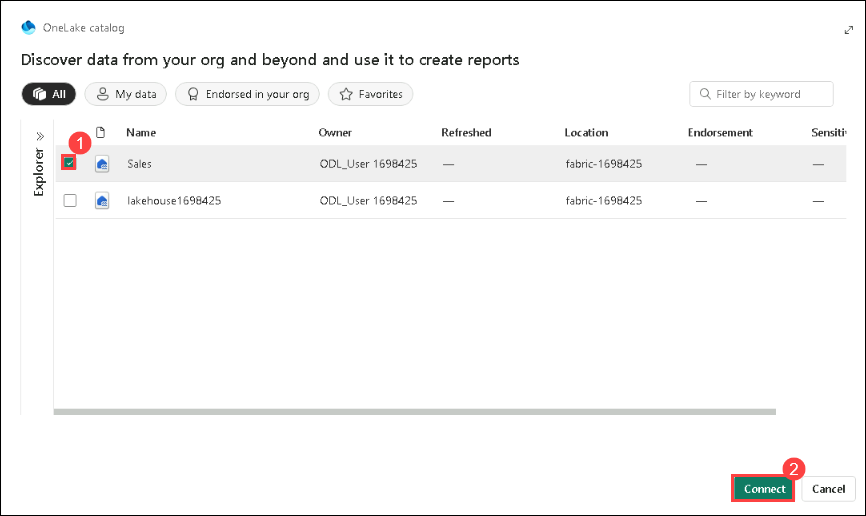 OneLake catalog
Discover data from your org and beyond and use it to create reports
All My data Endorsed in your org Favorites Filter by keyword
1
Explorer
Name Owner Refreshed Location Endorsement Sensiti
Sales ODL_User 1698425 — fabric-1698425 — —
lakehouse1698425 ODL_User 1698425 — fabric-1698425 — —
2
Connect Cancel